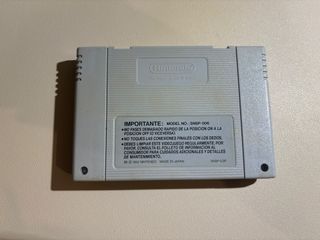 Nintendo
IMPORTANTE: MODEL NO.: SNSP-006
•NO PASES DEMASIADO RAPIDO DE LA POSICION ON A LA
POSICION OFF (O VICEVERSA).
•NO TOQUES LAS CONEXIONES FINALES CON LOS DEDOS.
•DEBES LIMPIAR ESTE VIDEOJUEGO REGULARMENTE, POR
FAVOR, CONSULTA EL FOLLETO DE INFORMACION AL
CONSUMIDOR PARA CUIDADOS ADICIONALES Y DETALLES
DE MANTENIMIENTO.
© 1992 NINTENDO MADE IN JAPAN